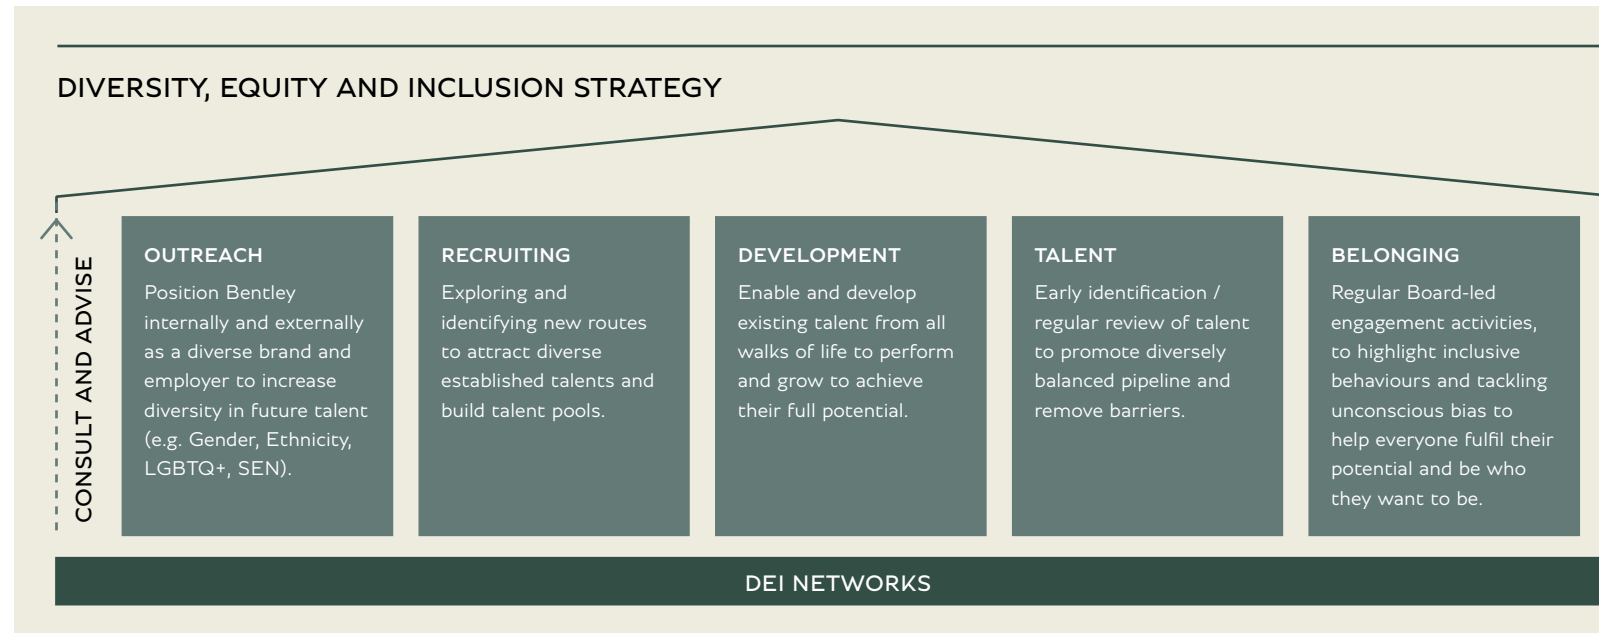 DIVERSITY, EQUITY AND INCLUSION STRATEGY
CONSULT AND ADVISE
OUTREACH
Position Bentley
internally and externally
as a diverse brand and
employer to increase
diversity in future talent
(e.g. Gender, Ethnicity,
LGBTQ+, SEN).
RECRUITING
Exploring and
identifying new routes
to attract diverse
established talents and
build talent pools.
DEVELOPMENT
Enable and develop
existing talent from all
walks of life to perform
and grow to achieve
their full potential.
TALENT
Early identification /
regular review of talent
to promote diversely
balanced pipeline and
remove barriers.
BELONGING
Regular Board-led
engagement activities,
to highlight inclusive
behaviours and tackling
unconscious bias to
help everyone fulfil their
potential and be who
they want to be.
DEI NETWORKS